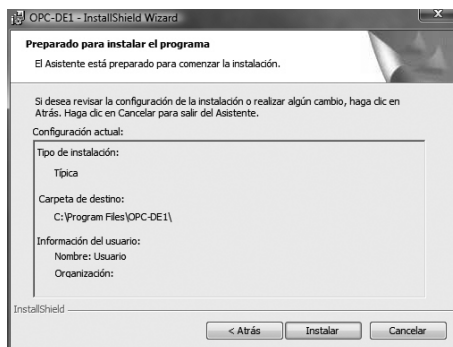 OPC-DE1 - InstallShield Wizard
Preparado para instalar el programa
El Asistente está preparado para comenzar la instalación.
Si desea revisar la configuración de la instalación o realizar algún cambio, haga clic en
Atrás. Haga clic en Cancelar para salir del Asistente.
Configuración actual:
Tipo de instalación:
Típica
Carpeta de destino:
C:\Program Files\OPC-DE1\
Información del usuario:
Nombre: Usuario
Organización:
InstallShield
< Atrás Instalar Cancelar